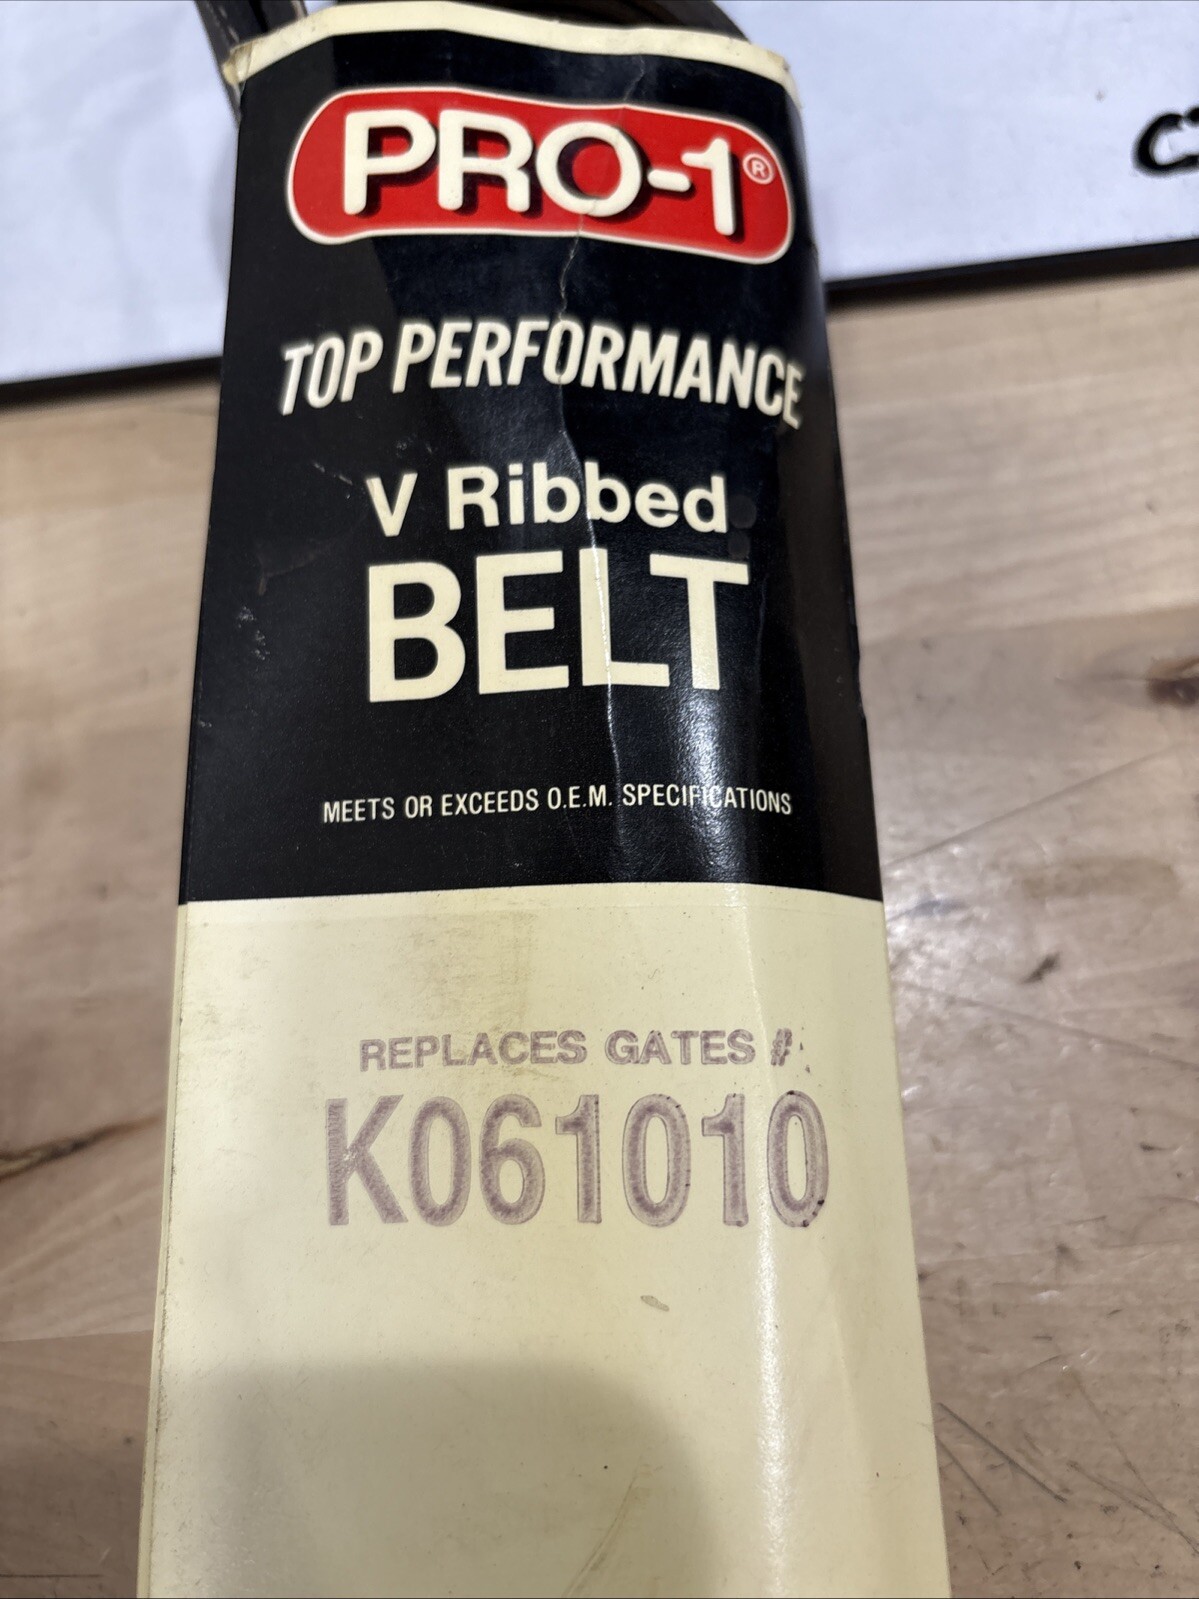 PRO-1®
TOP PERFORMANCE
V Ribbed
BELT
MEETS OR EXCEEDS O.E.M. SPECIFICATIONS
REPLACES GATES #
K061010